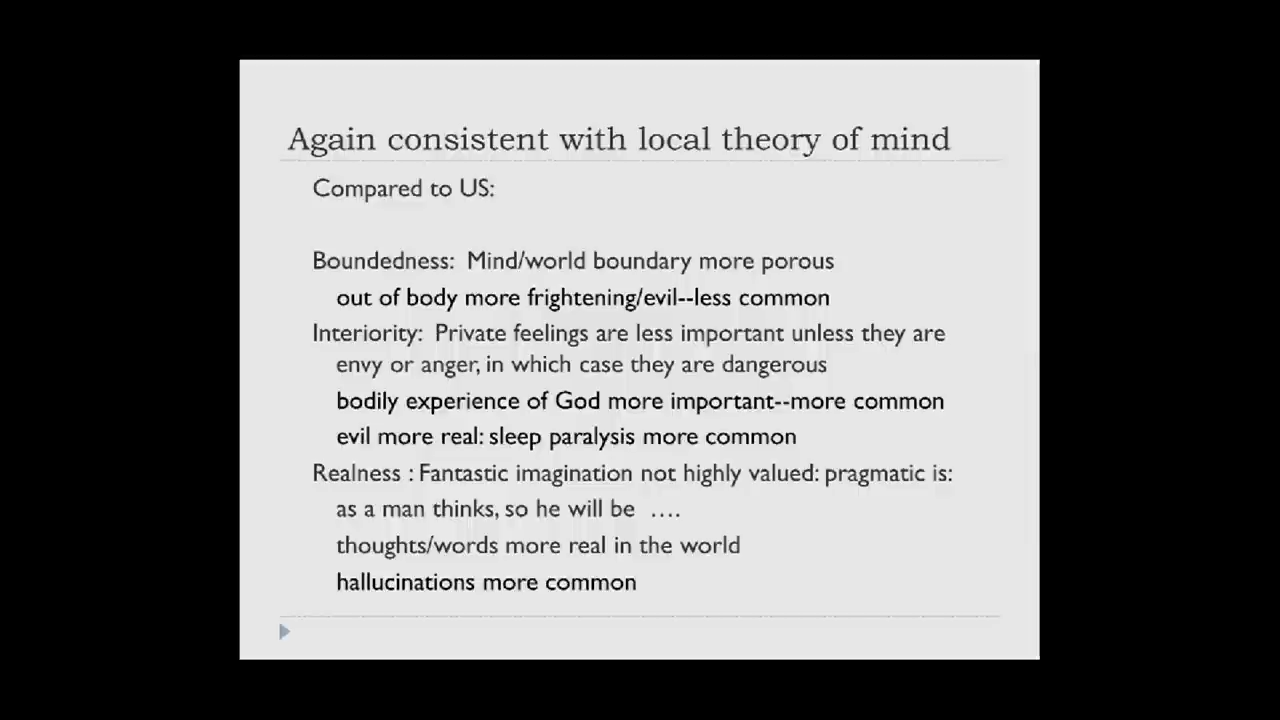 Again consistent with local theory of mind
Compared to US:
Boundedness: Mind/world boundary more porous
out of body more frightening/evil--less common
Interiority: Private feelings are less important unless they are
envy or anger, in which case they are dangerous
bodily experience of God more important--more common
evil more real: sleep paralysis more common
Realness : Fantastic imagination not highly valued: pragmatic is:
as a man thinks, so he will be ….
thoughts/words more real in the world
hallucinations more common